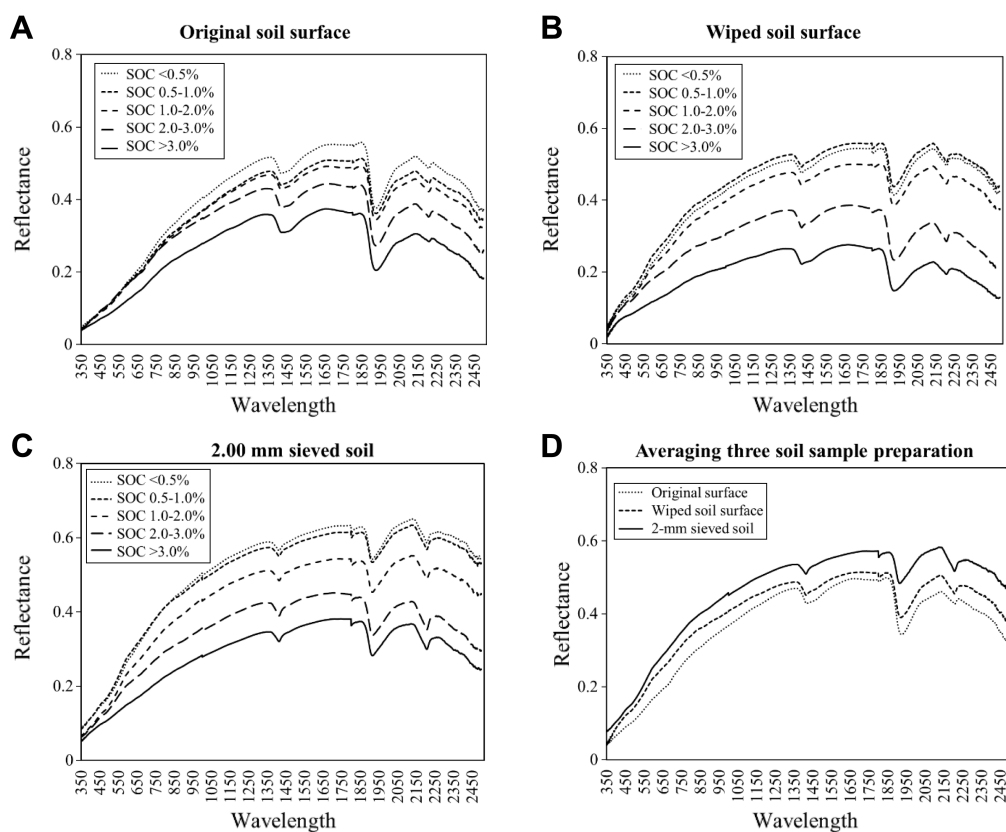 A
Original soil surface
0.8
0.6
0.4
0.2
0
Reflectance
SOC <0.5%
SOC 0.5-1.0%
SOC 1.0-2.0%
SOC 2.0-3.0%
SOC >3.0%
350 450 550 650 750 850 950 1050 1150 1250 1350 1450 1550 1650 1750 1850 1950 2050 2150 2250 2350 2450
Wavelength
B
Wiped soil surface
0.8
0.6
0.4
0.2
0
Reflectance
SOC <0.5%
SOC 0.5-1.0%
SOC 1.0-2.0%
SOC 2.0-3.0%
SOC >3.0%
350 450 550 650 750 850 950 1050 1150 1250 1350 1450 1550 1650 1750 1850 1950 2050 2150 2250 2350 2450
Wavelength
C
2.00 mm sieved soil
0.8
0.6
0.4
0.2
0
Reflectance
SOC <0.5%
SOC 0.5-1.0%
SOC 1.0-2.0%
SOC 2.0-3.0%
SOC >3.0%
350 450 550 650 750 850 950 1050 1150 1250 1350 1450 1550 1650 1750 1850 1950 2050 2150 2250 2350 2450
Wavelength
D
Averaging three soil sample preparation
0.8
0.6
0.4
0.2
0
Reflectance
Original surface
Wiped soil surface
2-mm sieved soil
350 450 550 650 750 850 950 1050 1150 1250 1350 1450 1550 1650 1750 1850 1950 2050 2150 2250 2350 2450
Wavelength